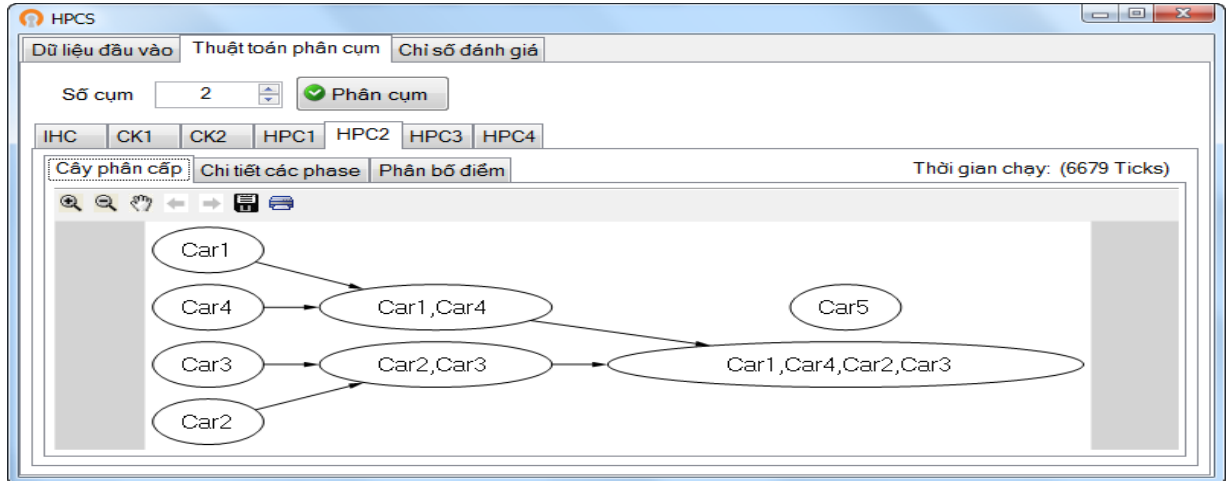 HPCS
Dữ liệu đầu vào Thuật toán phân cụm Chỉ số đánh giá
Số cụm 2 Phân cụm
IHC CK1 CK2 HPC1 HPC2 HPC3 HPC4
Cây phân cấp Chi tiết các phase Phân bố điểm Thời gian chạy: (6679 Ticks)
Car1
Car4 Car1,Car4 Car5
Car3 Car2,Car3 Car1,Car4,Car2,Car3
Car2